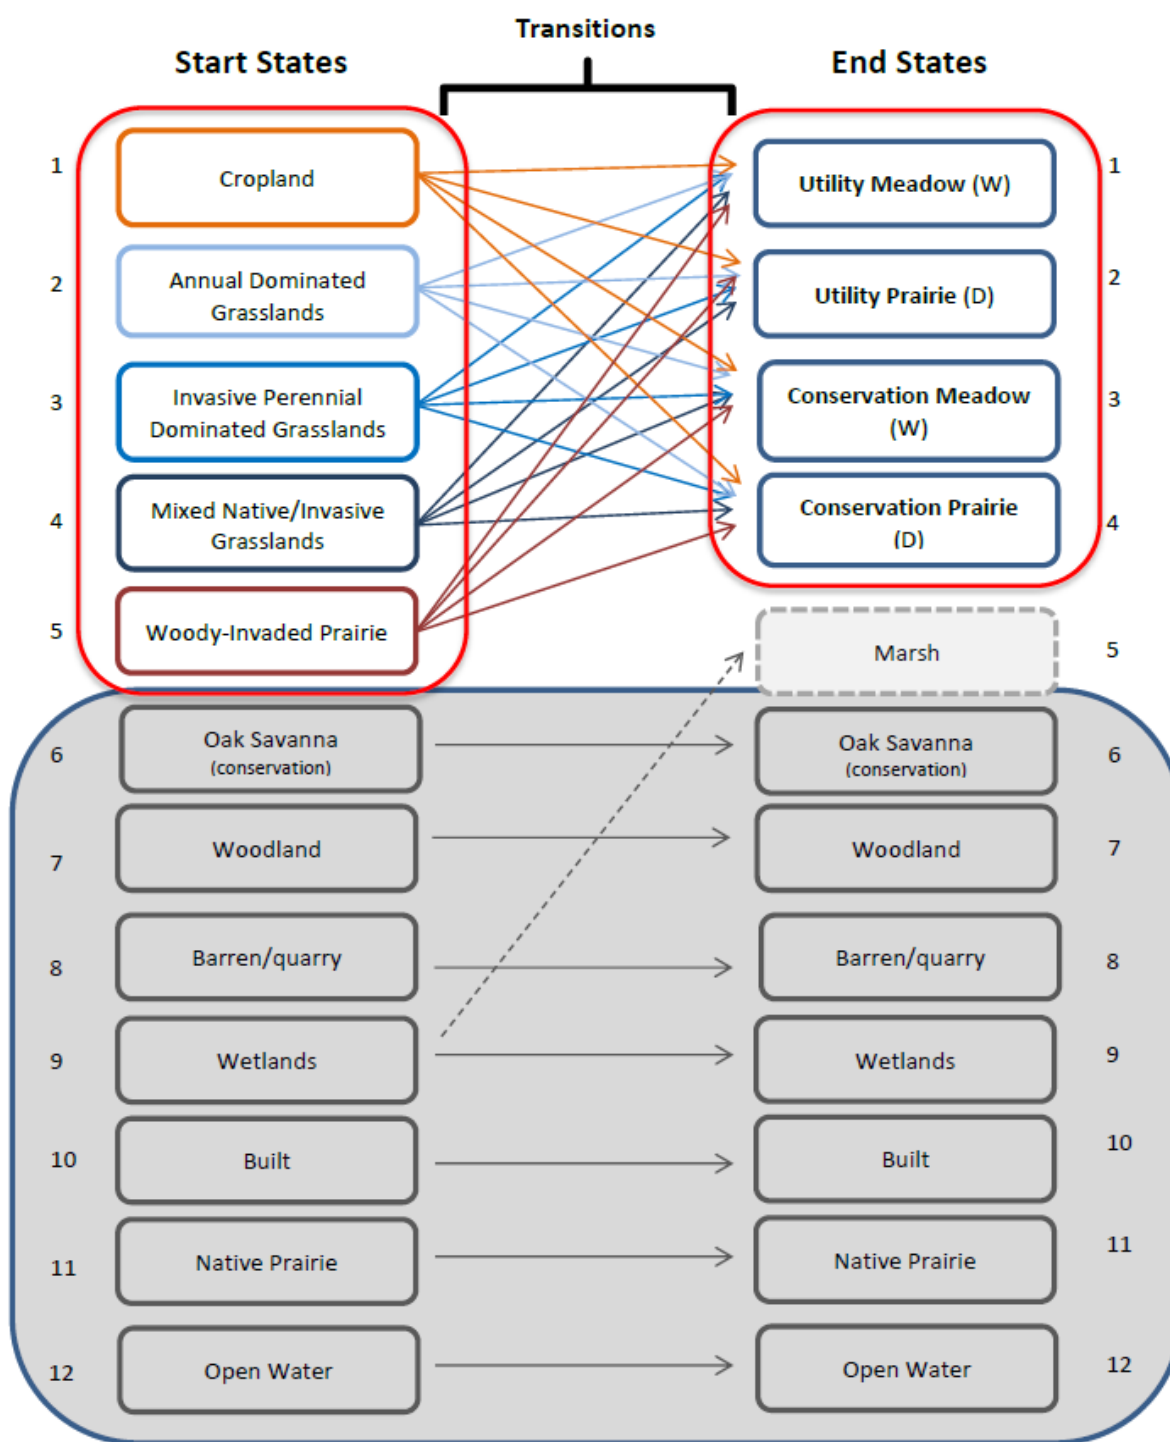 Transitions
Start States
End States
1
Cropland
Utility Meadow (W)
1
2
Annual Dominated
Grasslands
Utility Prairie (D)
2
3
Invasive Perennial
Dominated Grasslands
Conservation Meadow
(W)
3
4
Mixed Native/Invasive
Grasslands
Conservation Prairie
(D)
4
5
Woody-Invaded Prairie
Marsh
5
6
Oak Savanna
(conservation)
Oak Savanna
(conservation)
6
7
Woodland
Woodland
7
8
Barren/quarry
Barren/quarry
8
9
Wetlands
Wetlands
9
10
Built
Built
10
11
Native Prairie
Native Prairie
11
12
Open Water
Open Water
12